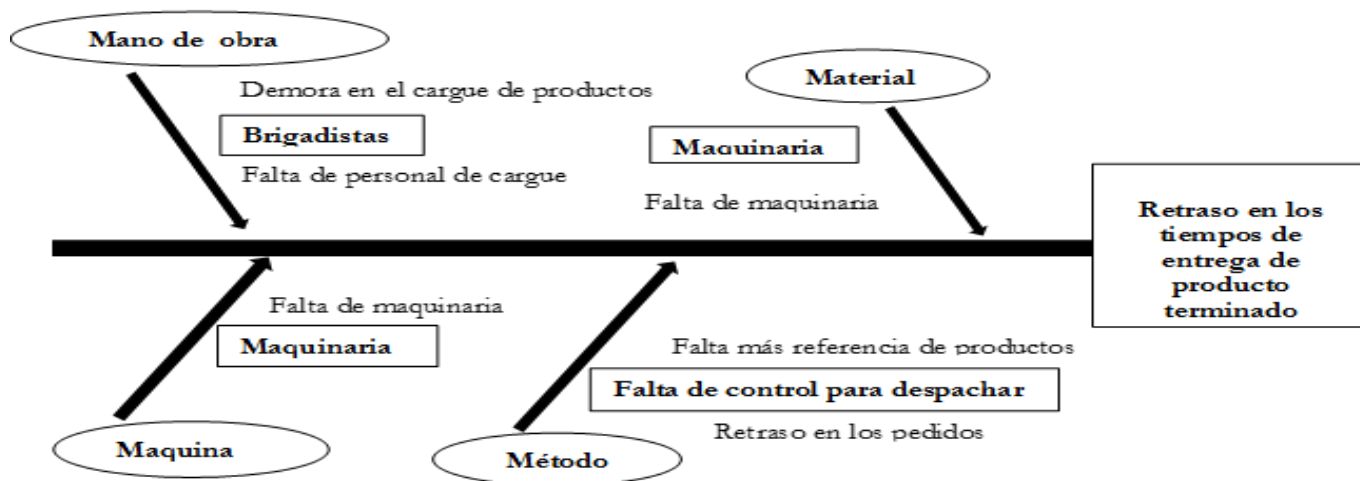 Mano de obra
Demora en el cargue de productos
Brigadistas
Falta de personal de cargue
Material
Maquinaria
Falta de maquinaria
Retraso en los
tiempos de
entrega de
producto
terminado
Falta de maquinaria
Maquinaria
Maquina
Falta más referencia de productos
Falta de control para despachar
Retraso en los pedidos
Método